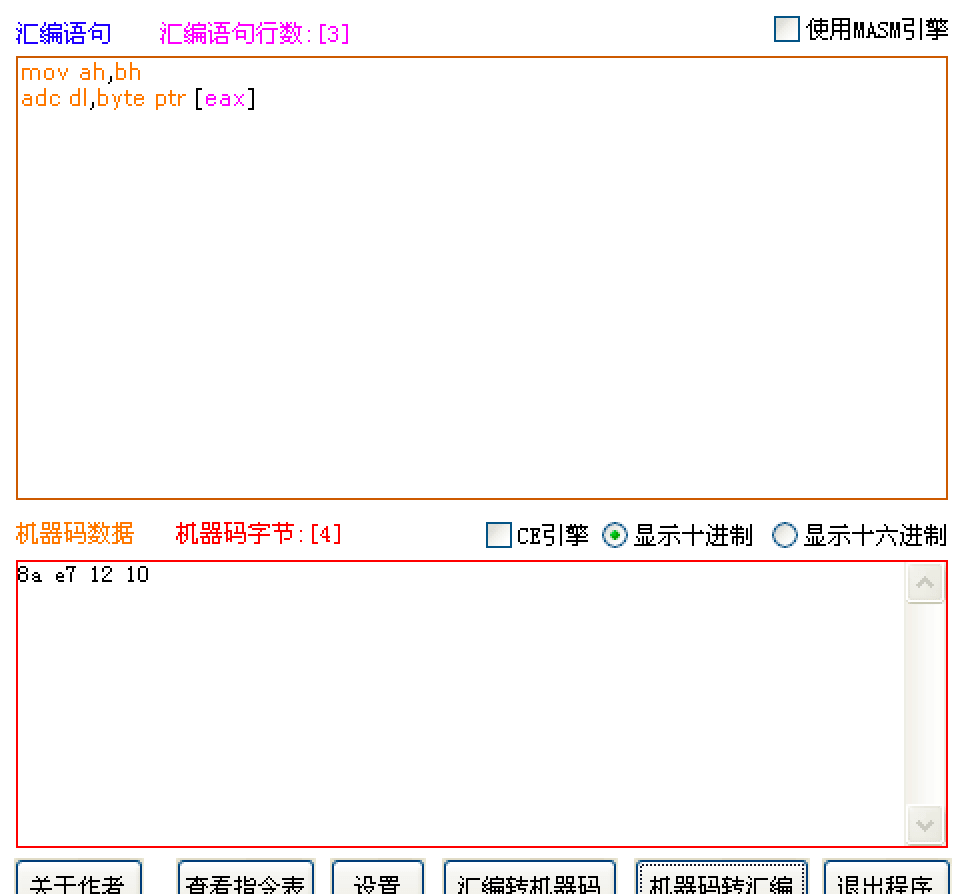 汇编语句 汇编语句行数:[3] 使用MASM引擎
mov ah,bh
adc dl,byte ptr [eax]
机器码数据 机器码字节:[4] CE引擎 显示十进制 显示十六进制
8a e7 12 10
关于作者 查看指令表 设置 汇编转机器码 机器码转汇编 退出程序